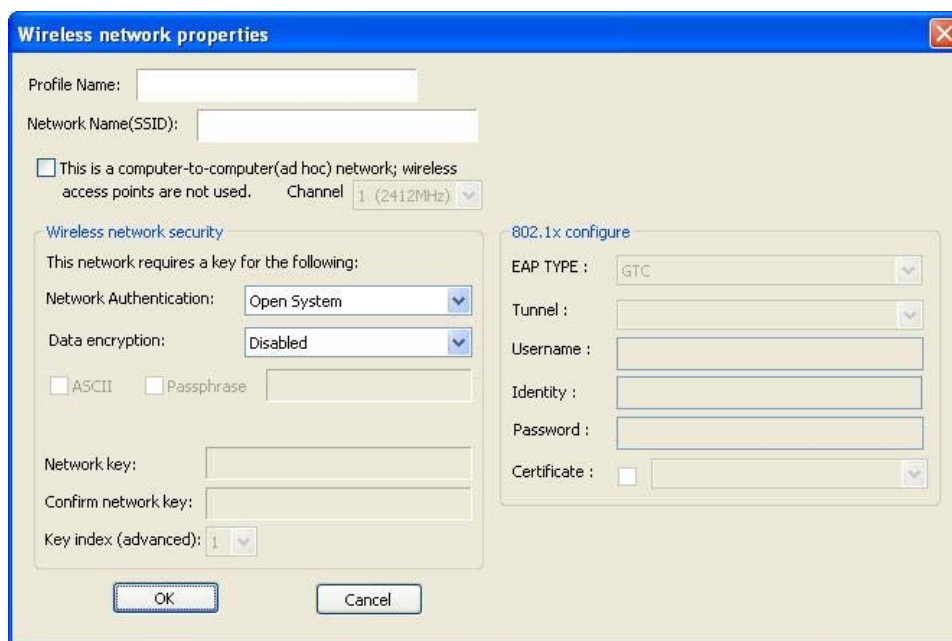 Wireless network properties
Profile Name:
Network Name(SSID):
This is a computer-to-computer(ad hoc) network; wireless
access points are not used. Channel 1 (2412MHz)
Wireless network security
This network requires a key for the following:
Network Authentication: Open System
Data encryption: Disabled
ASCII Passphrase
Network key:
Confirm network key:
Key index (advanced): 1
802.1x configure
EAP TYPE : GTC
Tunnel :
Username :
Identity :
Password :
Certificate :
OK Cancel